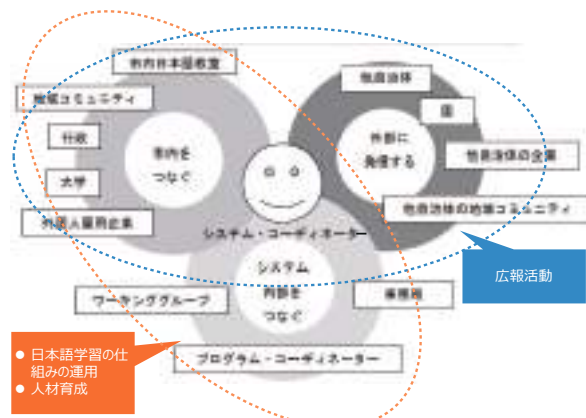 市内日本語教室
地域コミュニティ
行政
大学
外国人雇用企業
市内を
つなぐ
他自治体
国
外部に
発信する
他自治体の企業
他自治体の地域コミュニティ
システム・コーディネーター
システム
内部を
つなぐ
ワーキンググループ
事務局
プログラム・コーディネーター
広報活動
● 日本語学習の仕
組みの運用
● 人材育成